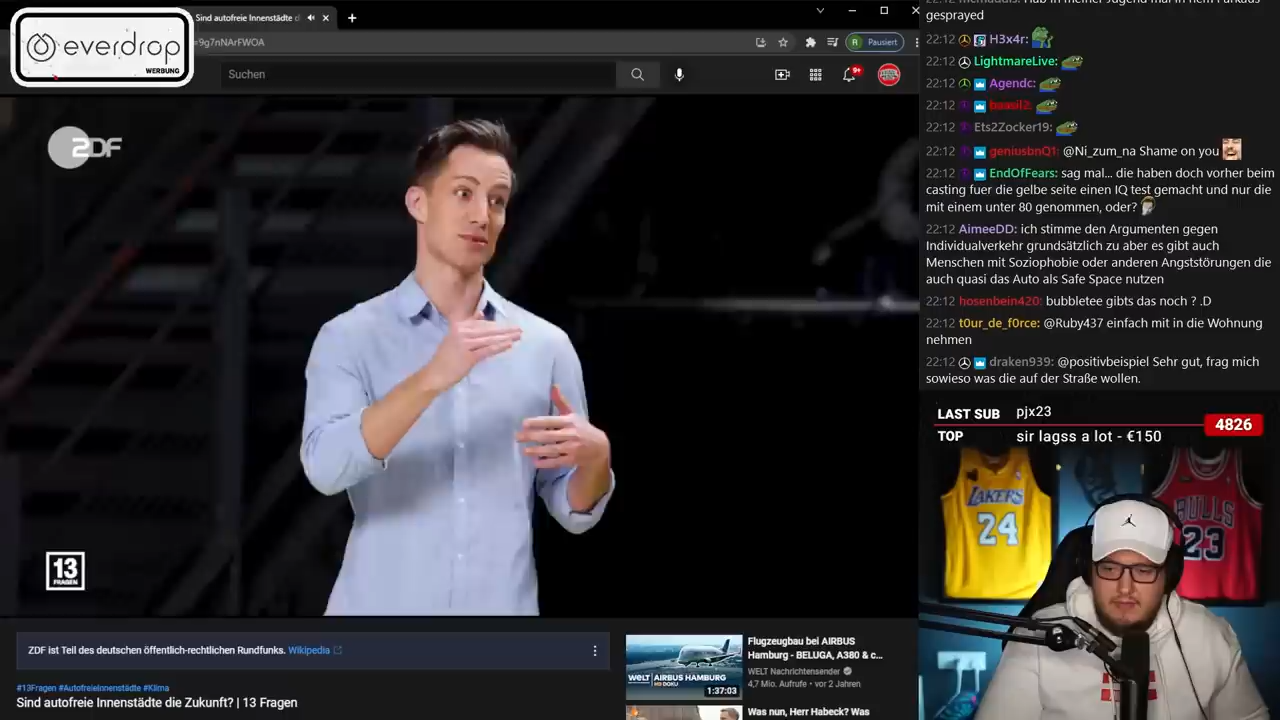 everdrop
WERBUNG
Sind autofreie Innenstädte d
=9g7nNArFWOA
R Pausiert
Suchen
9+
ZDF
13
FRAGEN
ZDF ist Teil des deutschen öffentlich-rechtlichen Rundfunks. Wikipedia
#13Fragen #AutofreieInnenstädte #Klima
Sind autofreie Innenstädte die Zukunft? | 13 Fragen
WELT AIRBUS HAMBURG
1:37:03
Flugzeugbau bei AIRBUS
Hamburg - BELUGA, A380 & c...
WELT Nachrichtensender
4,7 Mio. Aufrufe • vor 2 Jahren
Was nun, Herr Habeck? Was
gesprayed
22:12 H3x4r:
22:12 LightmareLive:
22:12 Agendc:
22:12 baasil2:
22:12 Ets2Zocker19:
22:12 geniusbnQ1: @Ni_zum_na Shame on you
22:12 EndOfFears: sag mal... die haben doch vorher beim
casting fuer die gelbe seite einen IQ test gemacht und nur die
mit einem unter 80 genommen, oder?
22:12 AimeeDD: ich stimme den Argumenten gegen
Individualverkehr grundsätzlich zu aber es gibt auch
Menschen mit Soziophobie oder anderen Angststörungen die
auch quasi das Auto als Safe Space nutzen
22:12 hosenbein420: bubbletee gibts das noch ? .D
22:12 t0ur_de_f0rce: @Ruby437 einfach mit in die Wohnung
nehmen
22:12 draken939: @positivbeispiel Sehr gut, frag mich
sowieso was die auf der Straße wollen.
LAST SUB pjx23
4826
TOP sir lagss a lot - €150
LAKERS
24
BULLS
23